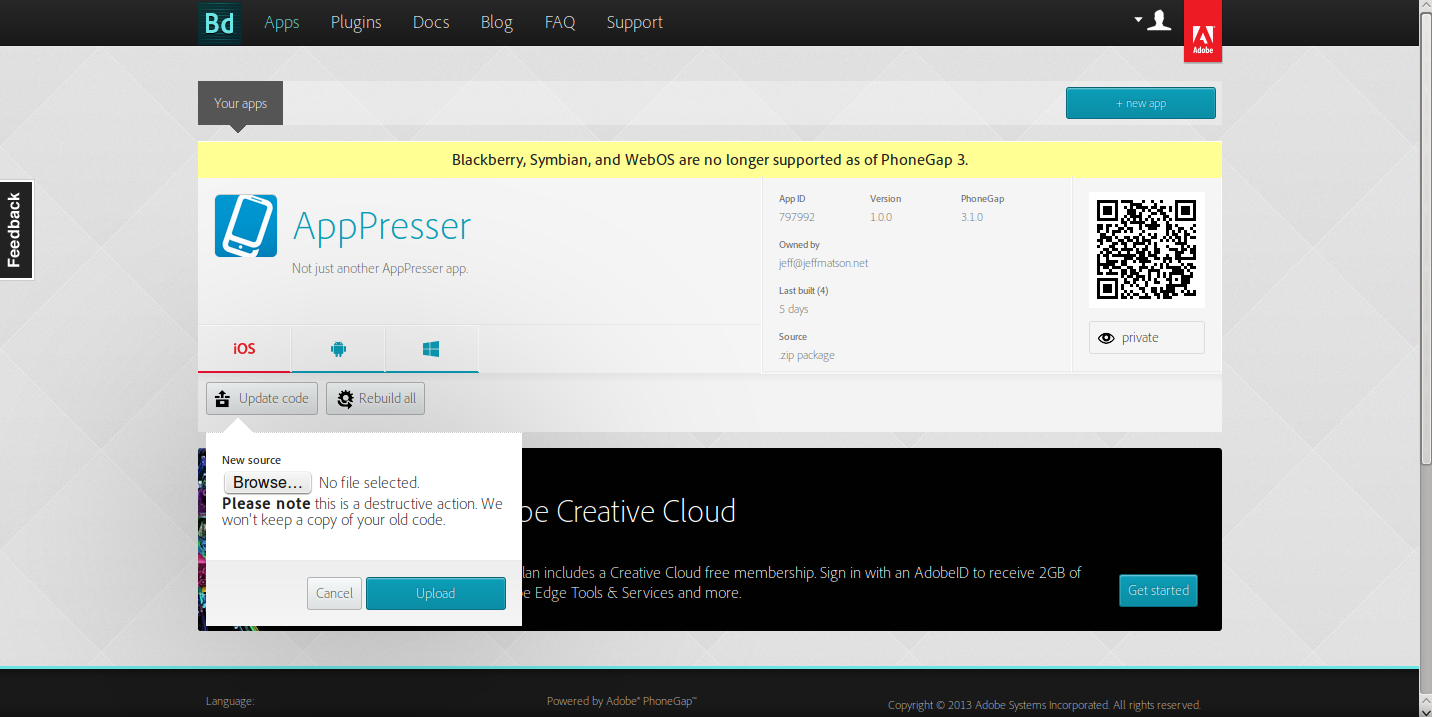 Bd Apps Plugins Docs Blog FAQ Support
Adobe
Your apps
+ new app
Blackberry, Symbian, and WebOS are no longer supported as of PhoneGap 3.
Feedback
AppPresser
Not just another AppPresser app.
App ID Version PhoneGap
797992 1.0.0 3.1.0
Owned by
jeff@jeffmatson.net
Last built (4)
5 days
Source
.zip package
private
iOS
Update code Rebuild all
New source
Browse... No file selected.
Please note this is a destructive action. We
won't keep a copy of your old code.
Cancel Upload
be Creative Cloud
lan includes a Creative Cloud free membership. Sign in with an AdobeID to receive 2GB of
be Edge Tools & Services and more.
Get started
Language:
Powered by Adobe® PhoneGap™
Copyright © 2013 Adobe Systems Incorporated. All rights reserved.